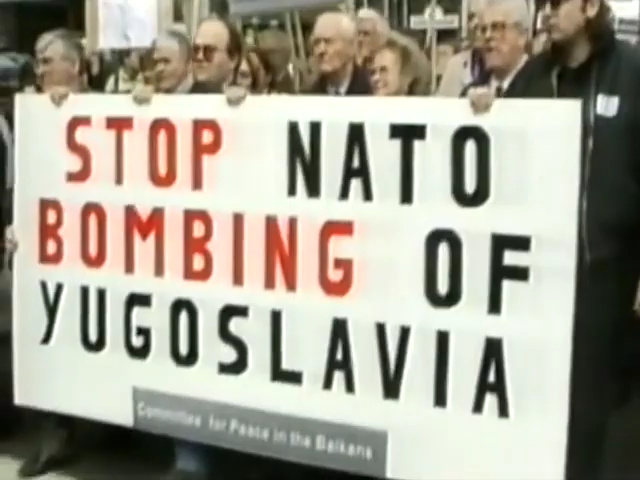 STOP NATO
BOMBING OF
YUGOSLAVIA
Committee for Peace in the Balkans